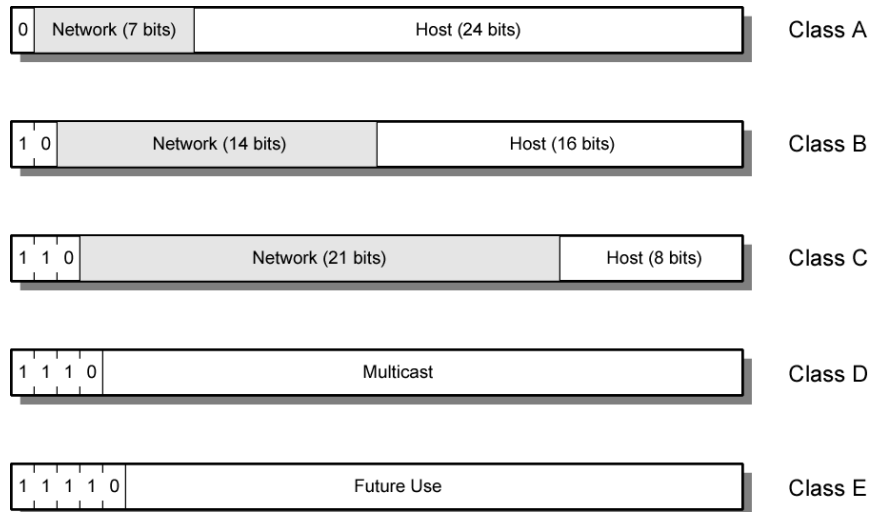 0 Network (7 bits) Host (24 bits) Class A
1 0 Network (14 bits) Host (16 bits) Class B
1 1 0 Network (21 bits) Host (8 bits) Class C
1 1 1 0 Multicast Class D
1 1 1 1 0 Future Use Class E